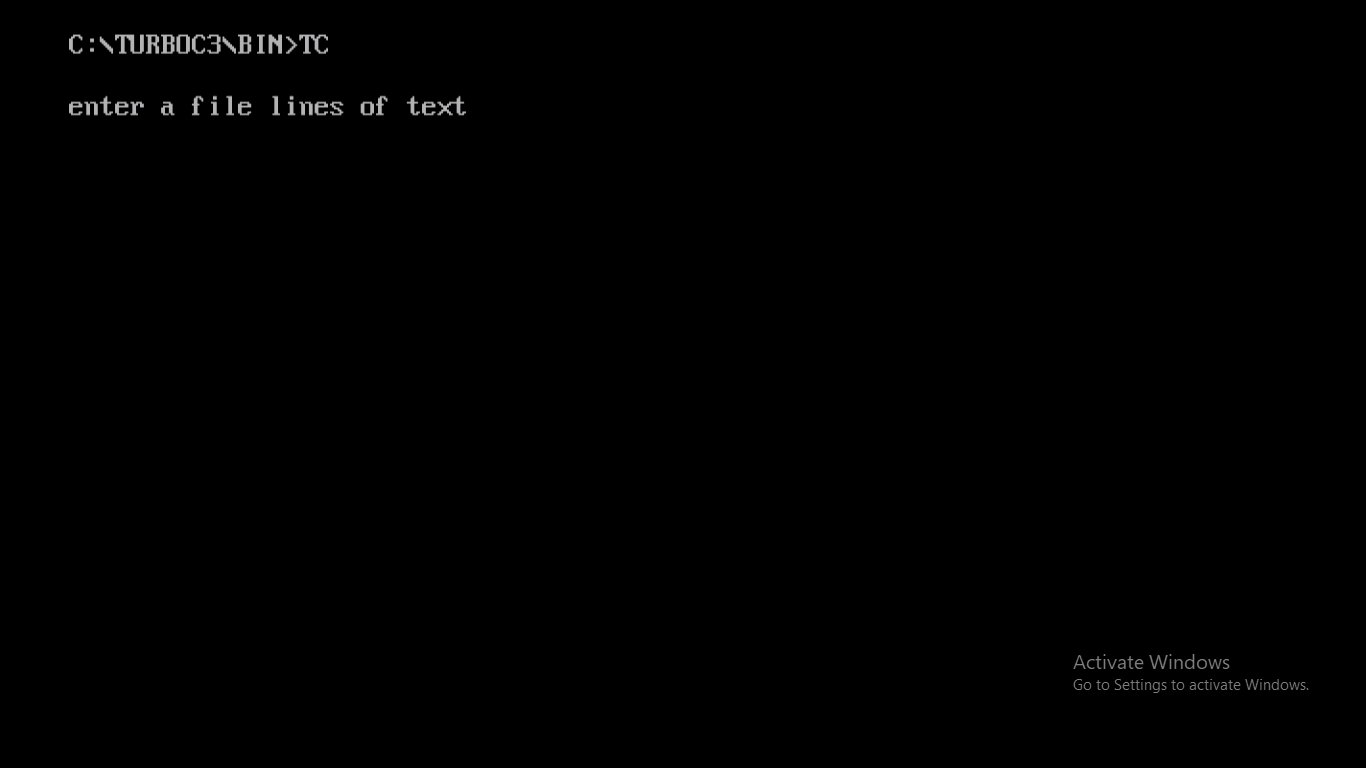 C:\TURBOC3\BIN>TC
enter a file lines of text
Activate Windows
Go to Settings to activate Windows.